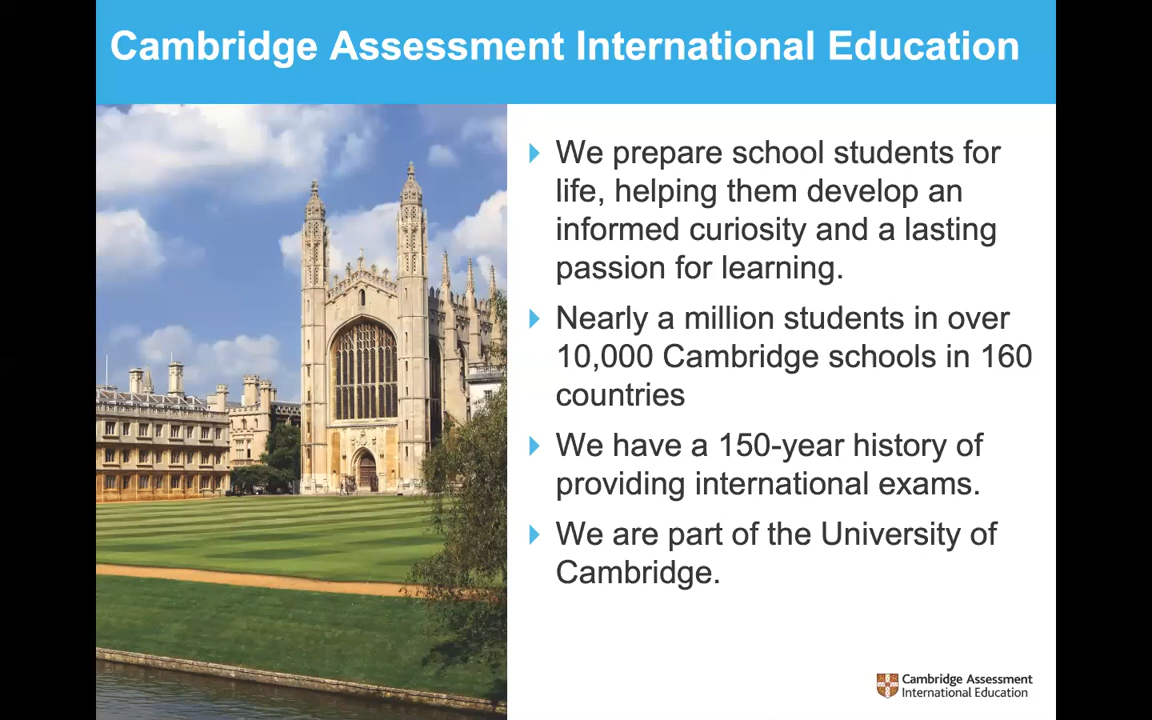 Cambridge Assessment International Education
We prepare school students for
life, helping them develop an
informed curiosity and a lasting
passion for learning.
Nearly a million students in over
10,000 Cambridge schools in 160
countries
We have a 150-year history of
providing international exams.
We are part of the University of
Cambridge.
Cambridge Assessment
International Education